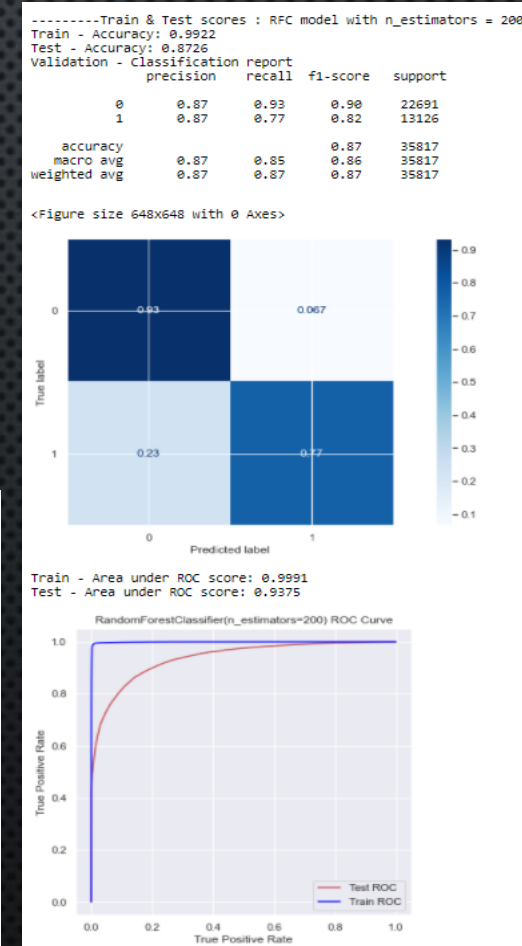 ---------Train & Test scores : RFC model with n_estimators = 200
Train - Accuracy: 0.9922
Test - Accuracy: 0.8726
Validation - Classification report
precision recall f1-score support
0 0.87 0.93 0.90 22691
1 0.87 0.77 0.82 13126
accuracy 0.87 35817
macro avg 0.87 0.85 0.86 35817
weighted avg 0.87 0.87 0.87 35817
<Figure size 648x648 with 0 Axes>
0.9
0.8
0 0.93 0.067
0.7
0.6
True label
0.5
0.4
1 0.23 0.77
0.3
0.2
0.1
0 1
Predicted label
Train - Area under ROC score: 0.9991
Test - Area under ROC score: 0.9375
RandomForestClassifier(n_estimators=200) ROC Curve
1.0
0.8
0.6
True Positive Rate
0.4
0.2
Test ROC
Train ROC
0.0
0.0 0.2 0.4 0.6 0.8 1.0
True Positive Rate